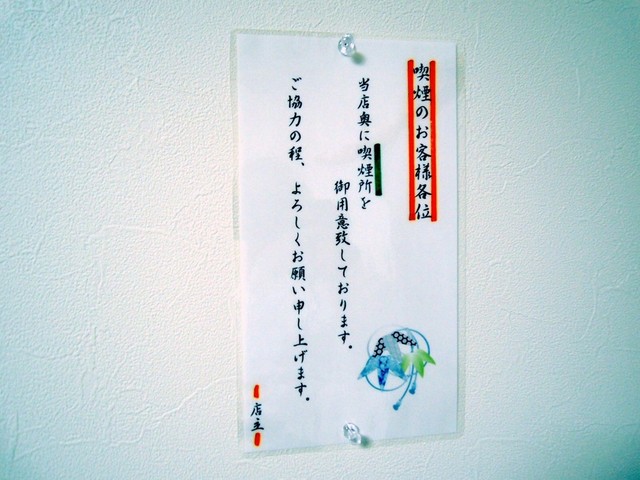 喫煙のお客様各位
当店奥に喫煙所を
御用意致しております。
ご協力の程、よろしくお願い申し上げます。
店主